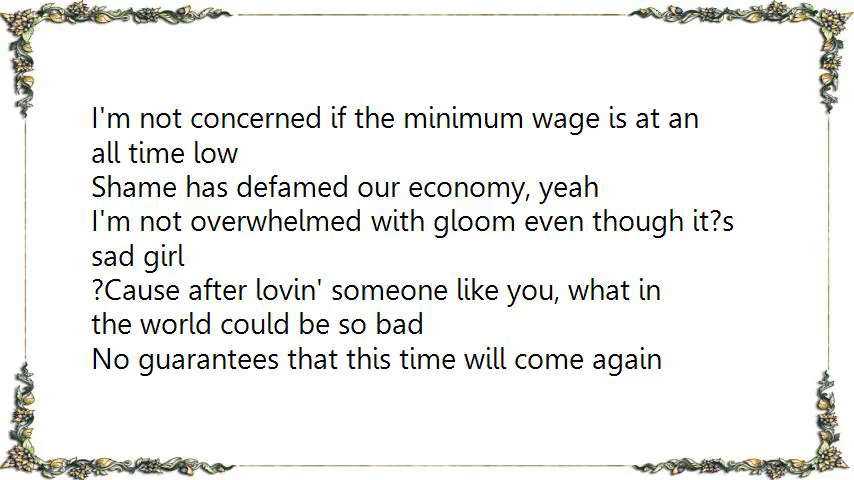 I'm not concerned if the minimum wage is at an
all time low
Shame has defamed our economy, yeah
I'm not overwhelmed with gloom even though it?s
sad girl
?Cause after lovin' someone like you, what in
the world could be so bad
No guarantees that this time will come again